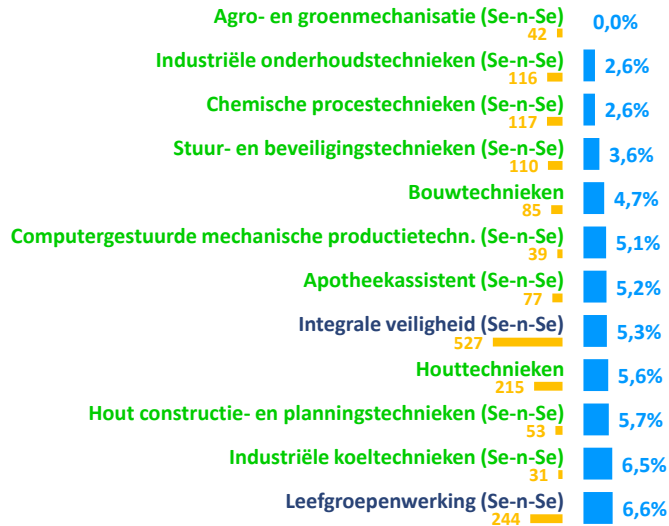 Agro- en groenmechanisatie (Se-n-Se)
42
0,0%
Industriële onderhoudstechnieken (Se-n-Se)
116
2,6%
Chemische procestechnieken (Se-n-Se)
117
2,6%
Stuur- en beveiligingstechnieken (Se-n-Se)
110
3,6%
Bouwtechnieken
85
4,7%
Computergestuurde mechanische productietechn. (Se-n-Se)
39
5,1%
Apotheekassistent (Se-n-Se)
77
5,2%
Integrale veiligheid (Se-n-Se)
527
5,3%
Houttechnieken
215
5,6%
Hout constructie- en planningstechnieken (Se-n-Se)
53
5,7%
Industriële koeltechnieken (Se-n-Se)
31
6,5%
Leefgroepenwerking (Se-n-Se)
244
6,6%